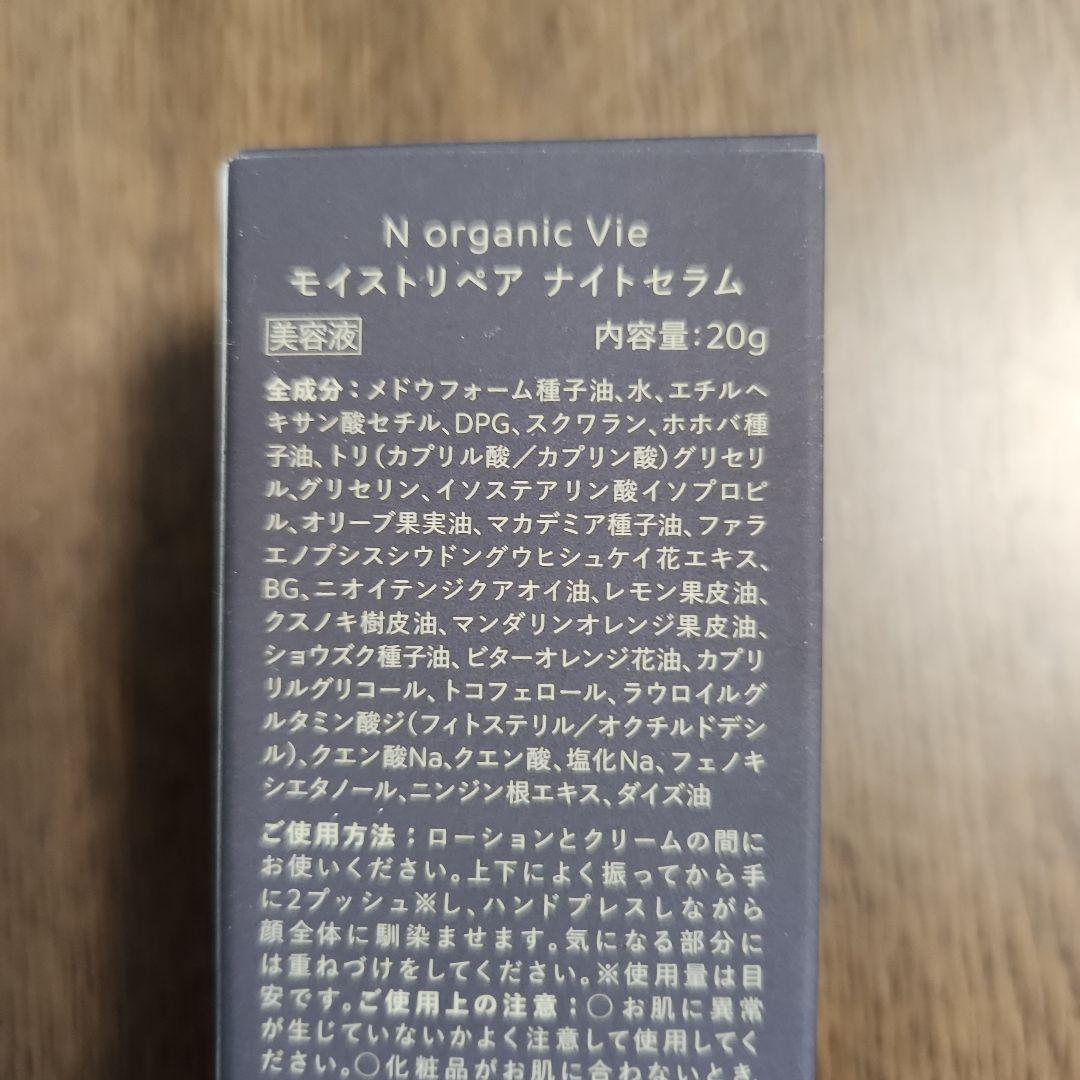 N organic Vie
モイストリペア ナイトセラム
美容液 内容量：20g
全成分：メドウフォーム種子油、水、エチルヘ
キサン酸セチル、DPG、スクワラン、ホホバ種
子油、トリ（カプリル酸／カプリン酸）グリセリ
ル、グリセリン、イソステアリン酸イソプロピ
ル、オリーブ果実油、マカデミア種子油、ファラ
エノプシスシウドングウヒシュケイ花エキス、
BG、ニオイテンジクアオイ油、レモン果皮油、
クスノキ樹皮油、マンダリンオレンジ果皮油、
ショウズク種子油、ビターオレンジ花油、カプリ
リルグリコール、トコフェロール、ラウロイルグ
ルタミン酸ジ（フィトステリル／オクチルドデシ
ル）、クエン酸Na、クエン酸、塩化Na、フェノキ
シエタノール、ニンジン根エキス、ダイズ油
ご使用方法：ローションとクリームの間に
お使いください。上下によく振ってから手
に2プッシュ※し、ハンドプレスしながら
顔全体に馴染ませます。気になる部分に
は重ねづけをしてください。※使用量は目
安です。ご使用上の注意：○お肌に異常
が生じていないかよく注意して使用してく
ださい。○化粧品がお肌に合わないとき、